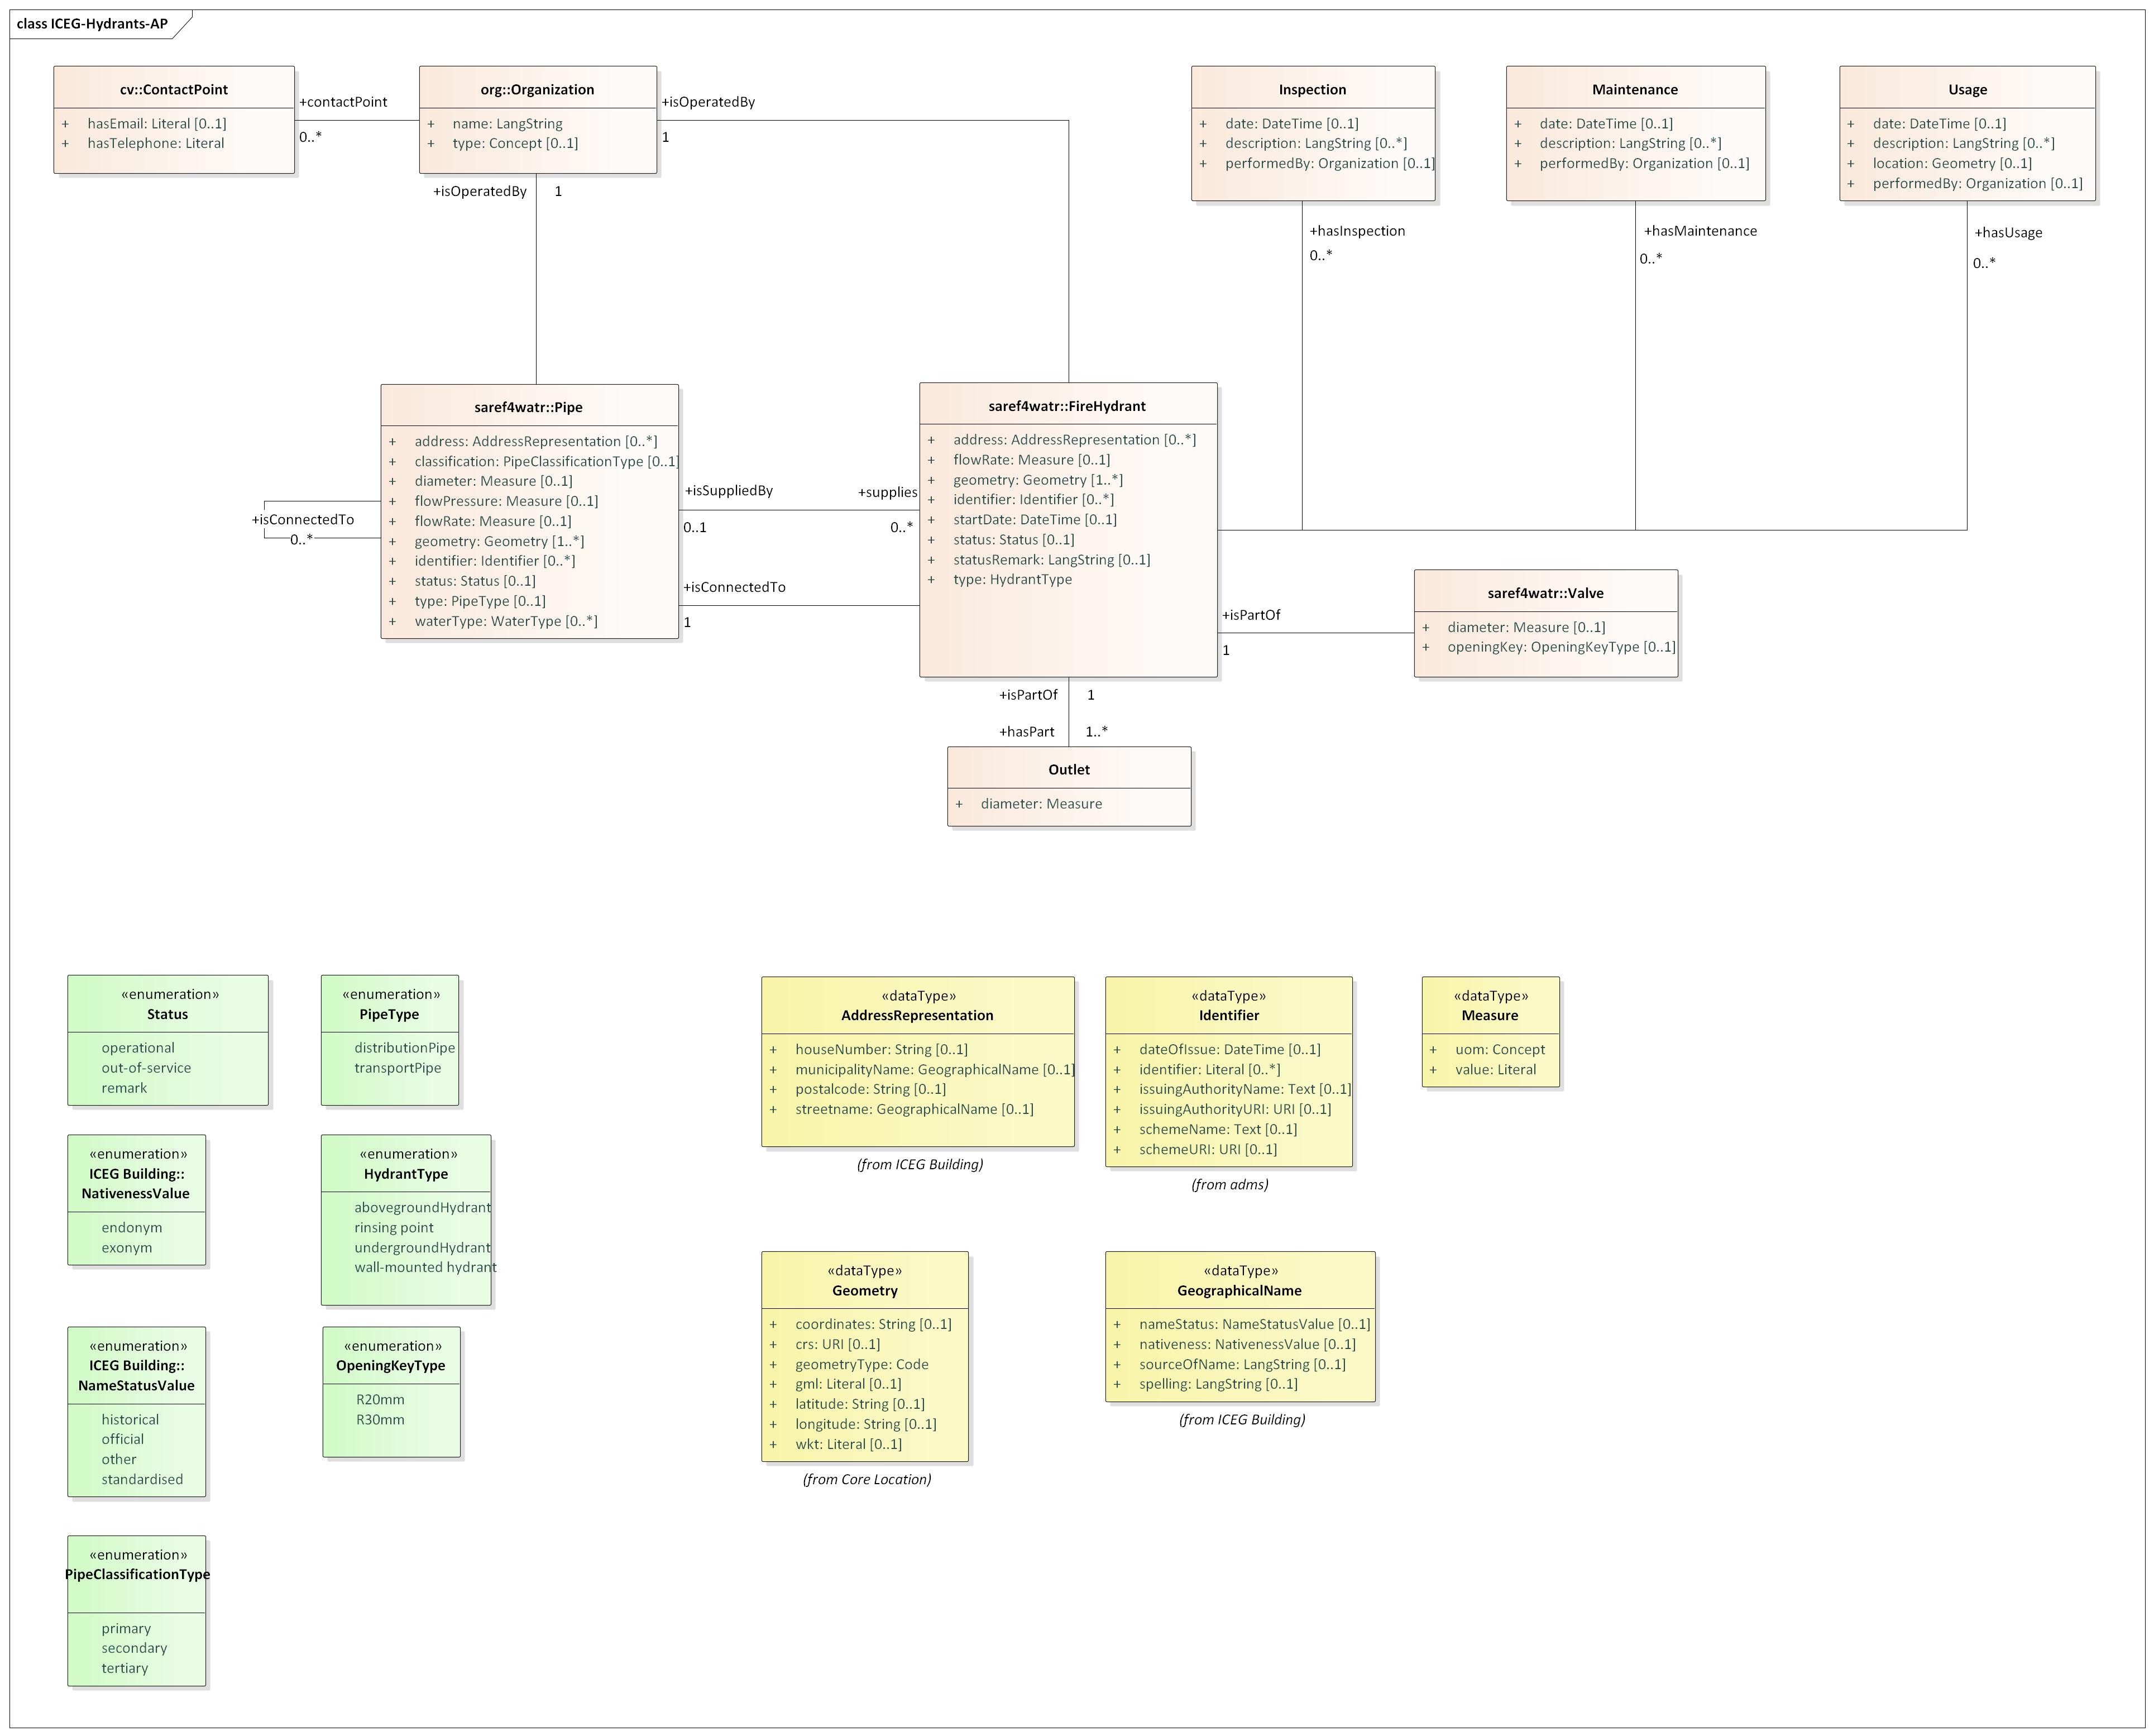 class ICEG-Hydrants-AP
cv::ContactPoint
+ hasEmail: Literal [0..1]
+ hasTelephone: Literal
+contactPoint
0..*
org::Organization
+ name: LangString
+ type: Concept [0..1]
+isOperatedBy
1
+isOperatedBy
1
Inspection
+ date: DateTime [0..1]
+ description: LangString [0..*]
+ performedBy: Organization [0..1]
+hasInspection
0..*
Maintenance
+ date: DateTime [0..1]
+ description: LangString [0..*]
+ performedBy: Organization [0..1]
+hasMaintenance
0..*
Usage
+ date: DateTime [0..1]
+ description: LangString [0..*]
+ location: Geometry [0..1]
+ performedBy: Organization [0..1]
+hasUsage
0..*
saref4watr::Pipe
+ address: AddressRepresentation [0..*]
+ classification: PipeClassificationType [0..1]
+ diameter: Measure [0..1]
+ flowPressure: Measure [0..1]
+ flowRate: Measure [0..1]
+ geometry: Geometry [1..*]
+ identifier: Identifier [0..*]
+ status: Status [0..1]
+ type: PipeType [0..1]
+ waterType: WaterType [0..*]
+isConnectedTo
0..*
+isSuppliedBy
0..1
+supplies
0..*
+isConnectedTo
1
saref4watr::FireHydrant
+ address: AddressRepresentation [0..*]
+ flowRate: Measure [0..1]
+ geometry: Geometry [1..*]
+ identifier: Identifier [0..*]
+ startDate: DateTime [0..1]
+ status: Status [0..1]
+ statusRemark: LangString [0..1]
+ type: HydrantType
+isPartOf
1
saref4watr::Valve
+ diameter: Measure [0..1]
+ openingKey: OpeningKeyType [0..1]
+isPartOf 1
+hasPart 1..*
Outlet
+ diameter: Measure
«enumeration»
Status
operational
out-of-service
remark
«enumeration»
PipeType
distributionPipe
transportPipe
«dataType»
AddressRepresentation
+ houseNumber: String [0..1]
+ municipalityName: GeographicalName [0..1]
+ postalcode: String [0..1]
+ streetname: GeographicalName [0..1]
(from ICEG Building)
«dataType»
Identifier
+ dateOfIssue: DateTime [0..1]
+ identifier: Literal [0..*]
+ issuingAuthorityName: Text [0..1]
+ issuingAuthorityURI: URI [0..1]
+ schemeName: Text [0..1]
+ schemeURI: URI [0..1]
(from adms)
«dataType»
Measure
+ uom: Concept
+ value: Literal
«enumeration»
ICEG Building::
NativenessValue
endonym
exonym
«enumeration»
HydrantType
abovegroundHydrant
rinsing point
undergroundHydrant
wall-mounted hydrant
«dataType»
Geometry
+ coordinates: String [0..1]
+ crs: URI [0..1]
+ geometryType: Code
+ gml: Literal [0..1]
+ latitude: String [0..1]
+ longitude: String [0..1]
+ wkt: Literal [0..1]
(from Core Location)
«dataType»
GeographicalName
+ nameStatus: NameStatusValue [0..1]
+ nativeness: NativenessValue [0..1]
+ sourceOfName: LangString [0..1]
+ spelling: LangString [0..1]
(from ICEG Building)
«enumeration»
ICEG Building::
NameStatusValue
historical
official
other
standardised
«enumeration»
OpeningKeyType
R20mm
R30mm
«enumeration»
PipeClassificationType
primary
secondary
tertiary